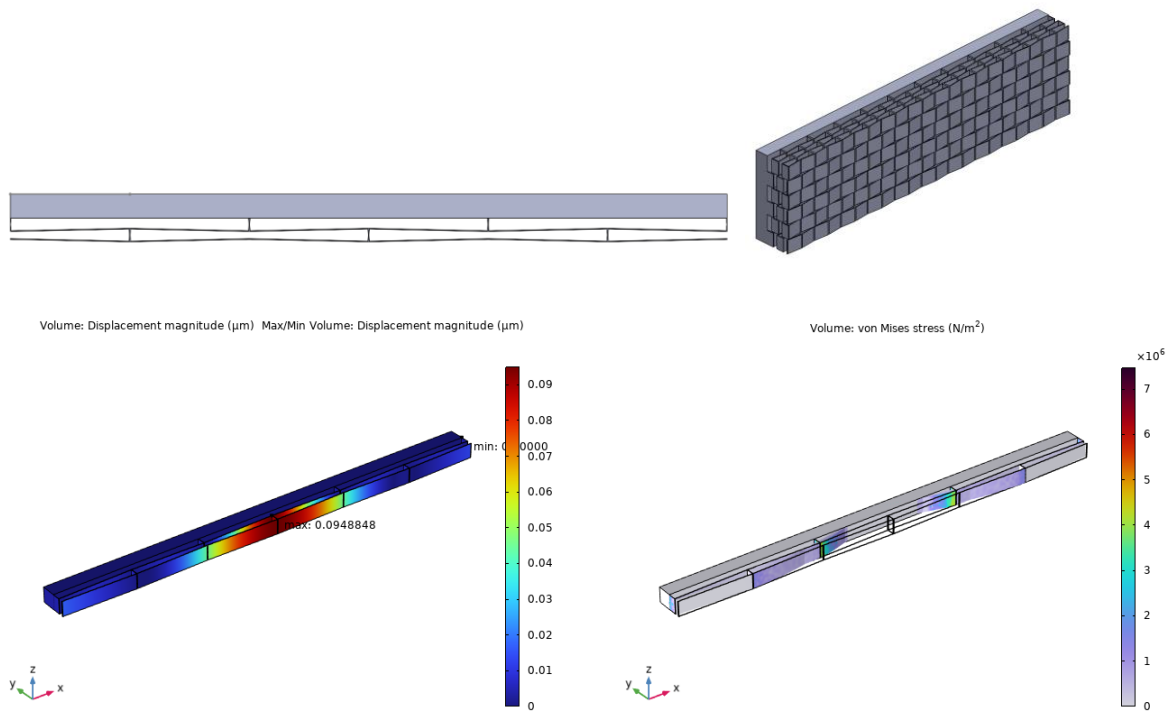 Volume: Displacement magnitude (μm) Max/Min Volume: Displacement magnitude (μm)
0.09
0.08
0.07
0.06
0.05
0.04
0.03
0.02
0.01
0
max: 0.0948848
z
y
x
Volume: von Mises stress (N/m²)
×10⁶
7
6
5
4
3
2
1
0
z
y
x